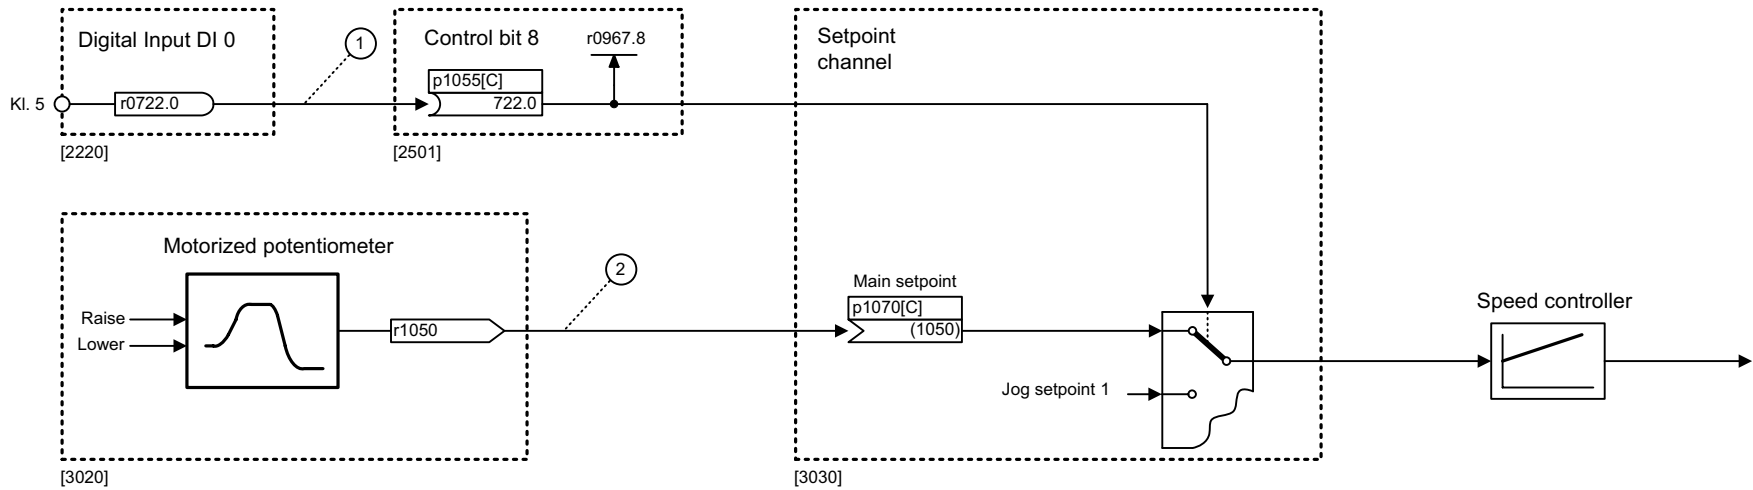 Digital Input DI 0
1
Control bit 8
r0967.8
Setpoint
channel
p1055[C]
Kl. 5
r0722.0
722.0
[2220]
[2501]
Motorized potentiometer
2
Main setpoint
p1070[C]
Speed controller
Raise
r1050
(1050)
Lower
Jog setpoint 1
[3020]
[3030]